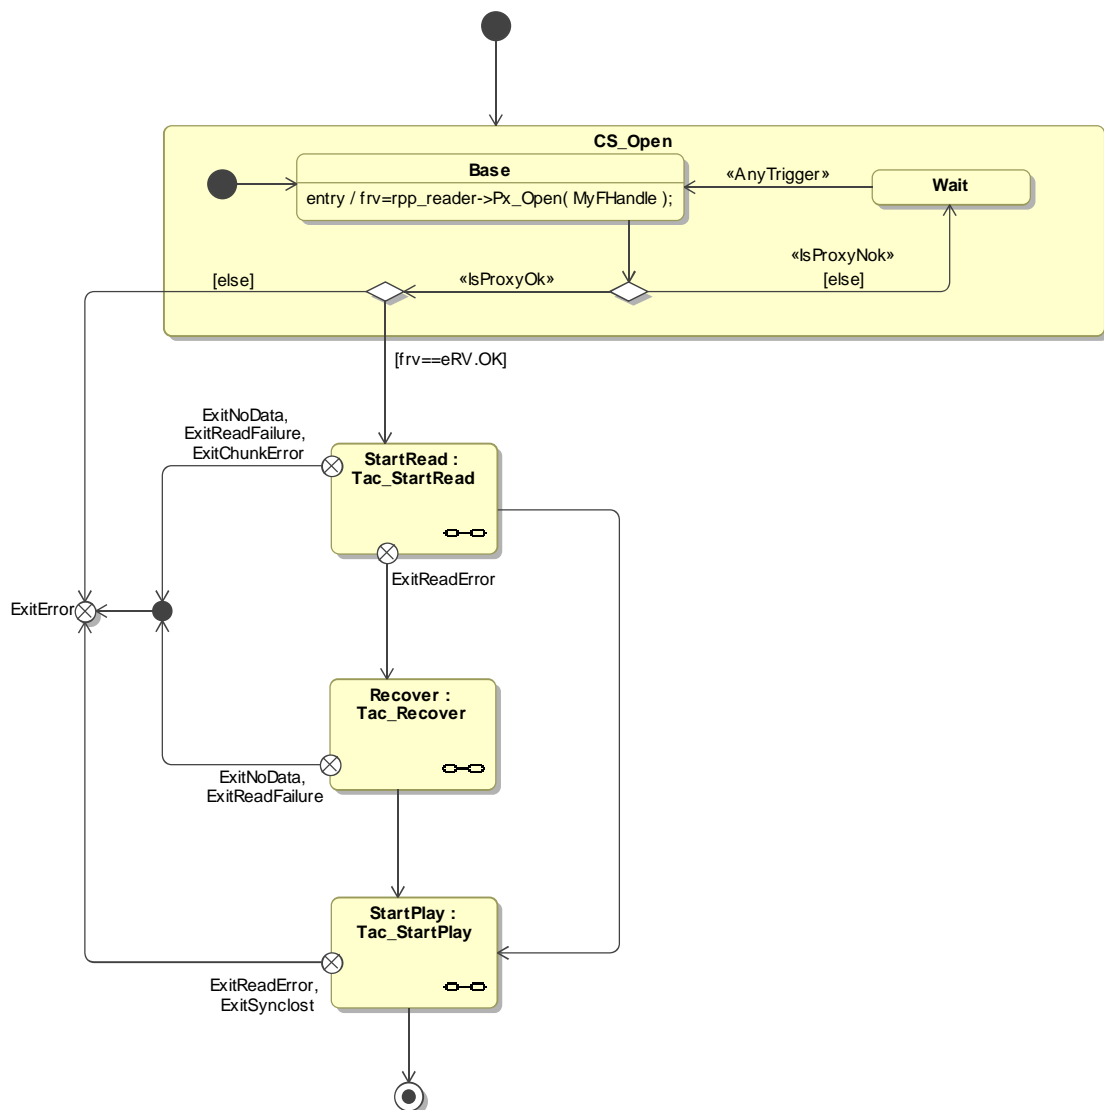 CS_Open
Base
entry / frv=rpp_reader->Px_Open( MyFHandle );
«AnyTrigger»
Wait
«IsProxyNok»
[else]
«IsProxyOk»
[else]
[frv==eRV.OK]
ExitNoData,
ExitReadFailure,
ExitChunkError
StartRead :
Tac_StartRead
ExitReadError
ExitError
Recover :
Tac_Recover
ExitNoData,
ExitReadFailure
StartPlay :
Tac_StartPlay
ExitReadError,
ExitSynclost